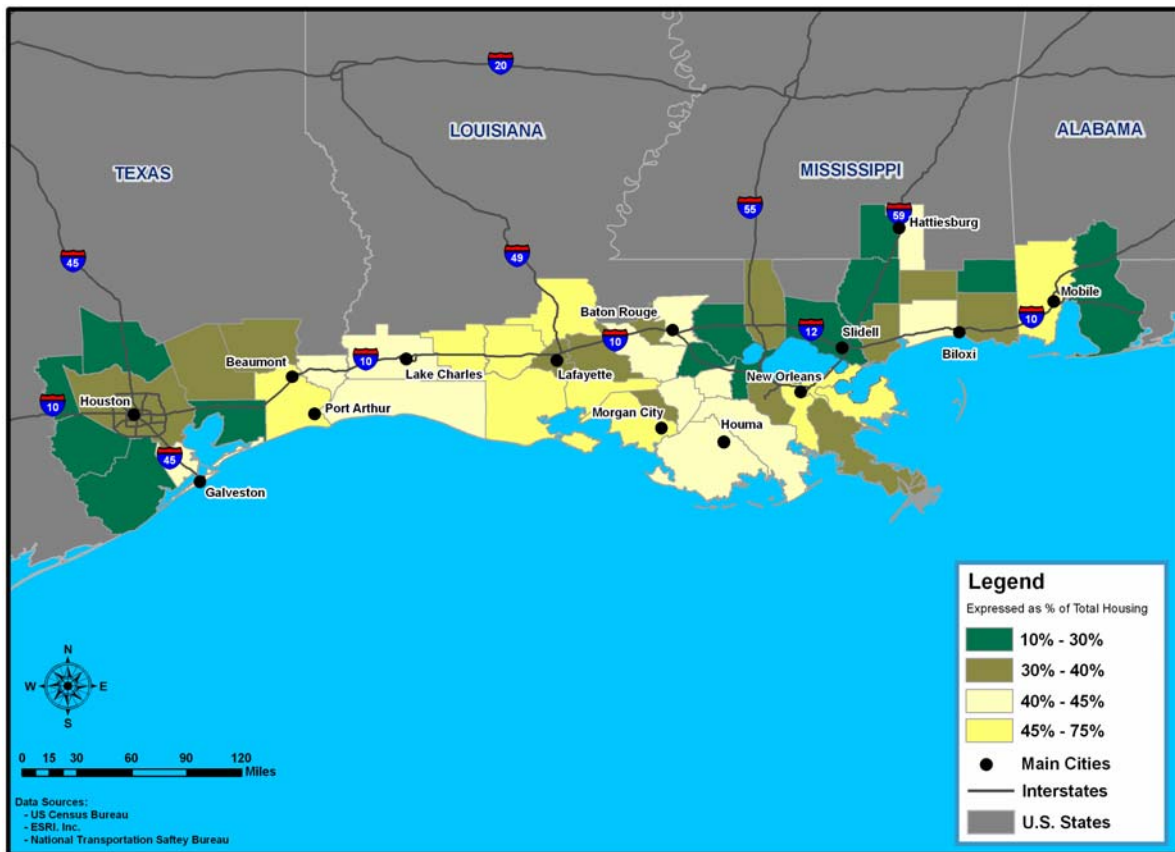 20
LOUISIANA
ALABAMA
TEXAS
MISSISSIPPI
55
59
Hattiesburg
45
49
Mobile
Baton Rouge
10
10
12
Slidell
Beaumont
10
Biloxi
Lake Charles
Lafayette
New Orleans
10
Houston
Port Arthur
Morgan City
Houma
45
Galveston
Legend
Expressed as % of Total Housing
10% - 30%
30% - 40%
40% - 45%
45% - 75%
Main Cities
Interstates
U.S. States
N
W E
S
0 15 30 60 90 120
Miles
Data Sources:
- US Census Bureau
- ESRI. Inc.
- National Transportation Saftey Bureau